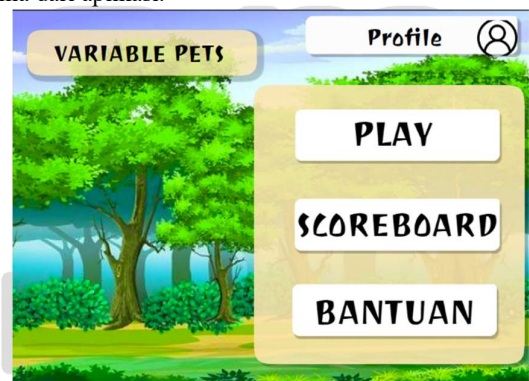 VARIABLE PETS
Profile
PLAY
SCOREBOARD
BANTUAN